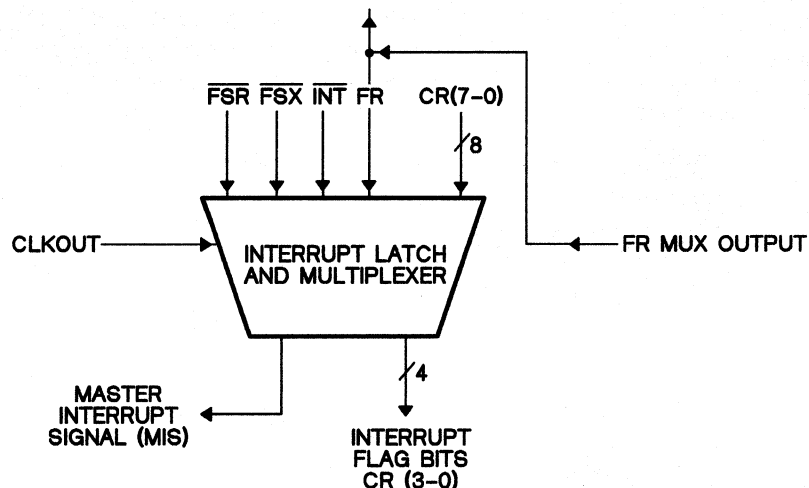 FSR FSX INT FR CR(7-0)
8
CLKOUT
INTERRUPT LATCH
AND MULTIPLEXER
FR MUX OUTPUT
4
MASTER
INTERRUPT
SIGNAL (MIS)
INTERRUPT
FLAG BITS
CR (3-0)